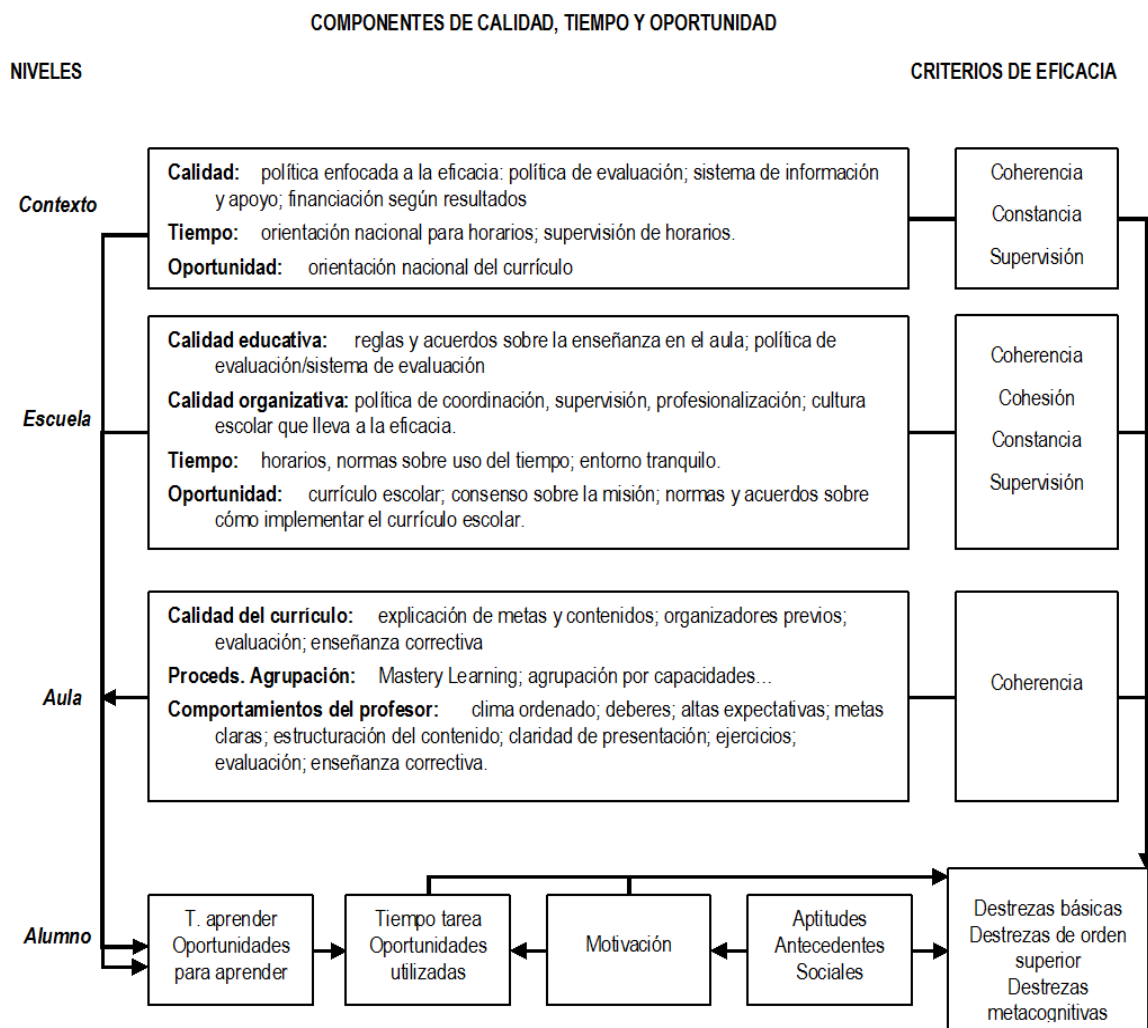 COMPONENTES DE CALIDAD, TIEMPO Y OPORTUNIDAD
NIVELES
CRITERIOS DE EFICACIA
Contexto
Calidad: política enfocada a la eficacia: política de evaluación; sistema de información
y apoyo; financiación según resultados
Tiempo: orientación nacional para horarios; supervisión de horarios.
Oportunidad: orientación nacional del currículo
Coherencia
Constancia
Supervisión
Escuela
Calidad educativa: reglas y acuerdos sobre la enseñanza en el aula; política de
evaluación/sistema de evaluación
Calidad organizativa: política de coordinación, supervisión, profesionalización; cultura
escolar que lleva a la eficacia.
Tiempo: horarios, normas sobre uso del tiempo; entorno tranquilo.
Oportunidad: currículo escolar; consenso sobre la misión; normas y acuerdos sobre
cómo implementar el currículo escolar.
Coherencia
Cohesión
Constancia
Supervisión
Aula
Calidad del currículo: explicación de metas y contenidos; organizadores previos;
evaluación; enseñanza correctiva
Proceds. Agrupación: Mastery Learning; agrupación por capacidades…
Comportamientos del profesor: clima ordenado; deberes; altas expectativas; metas
claras; estructuración del contenido; claridad de presentación; ejercicios;
evaluación; enseñanza correctiva.
Coherencia
Alumno
T. aprender
Oportunidades
para aprender
Tiempo tarea
Oportunidades
utilizadas
Motivación
Aptitudes
Antecedentes
Sociales
Destrezas básicas
Destrezas de orden
superior
Destrezas
metacognitivas